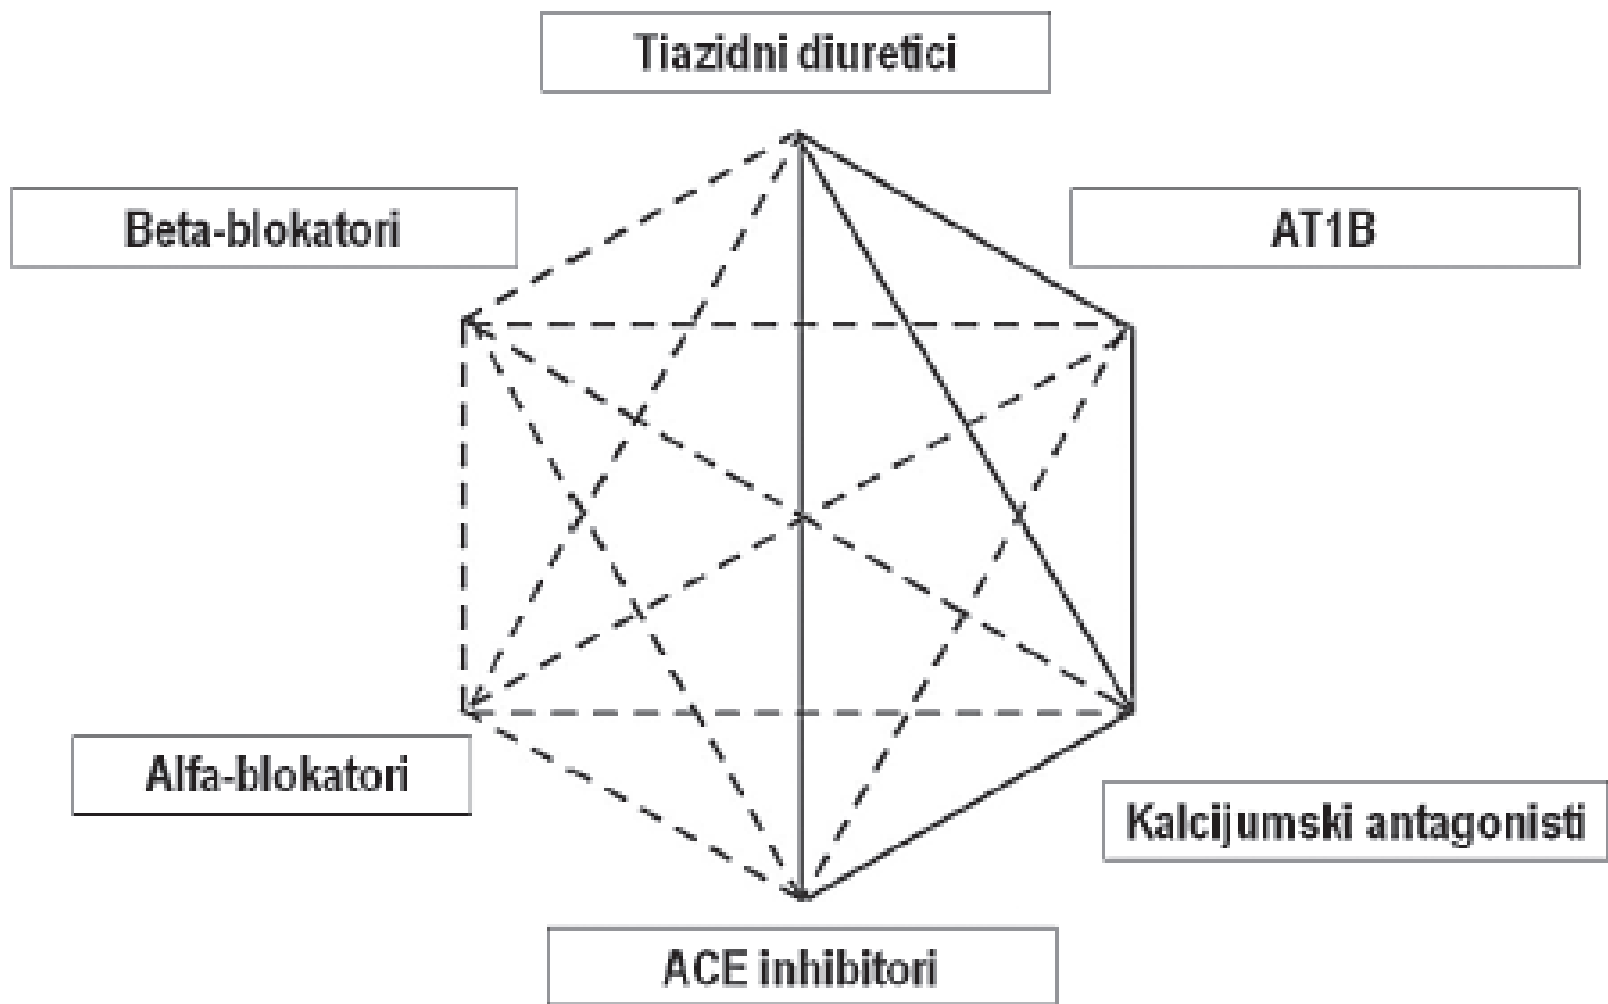 Tiazidni diuretici
Beta-blokatori
AT1B
Alfa-blokatori
Kalcijumski antagonisti
ACE inhibitori